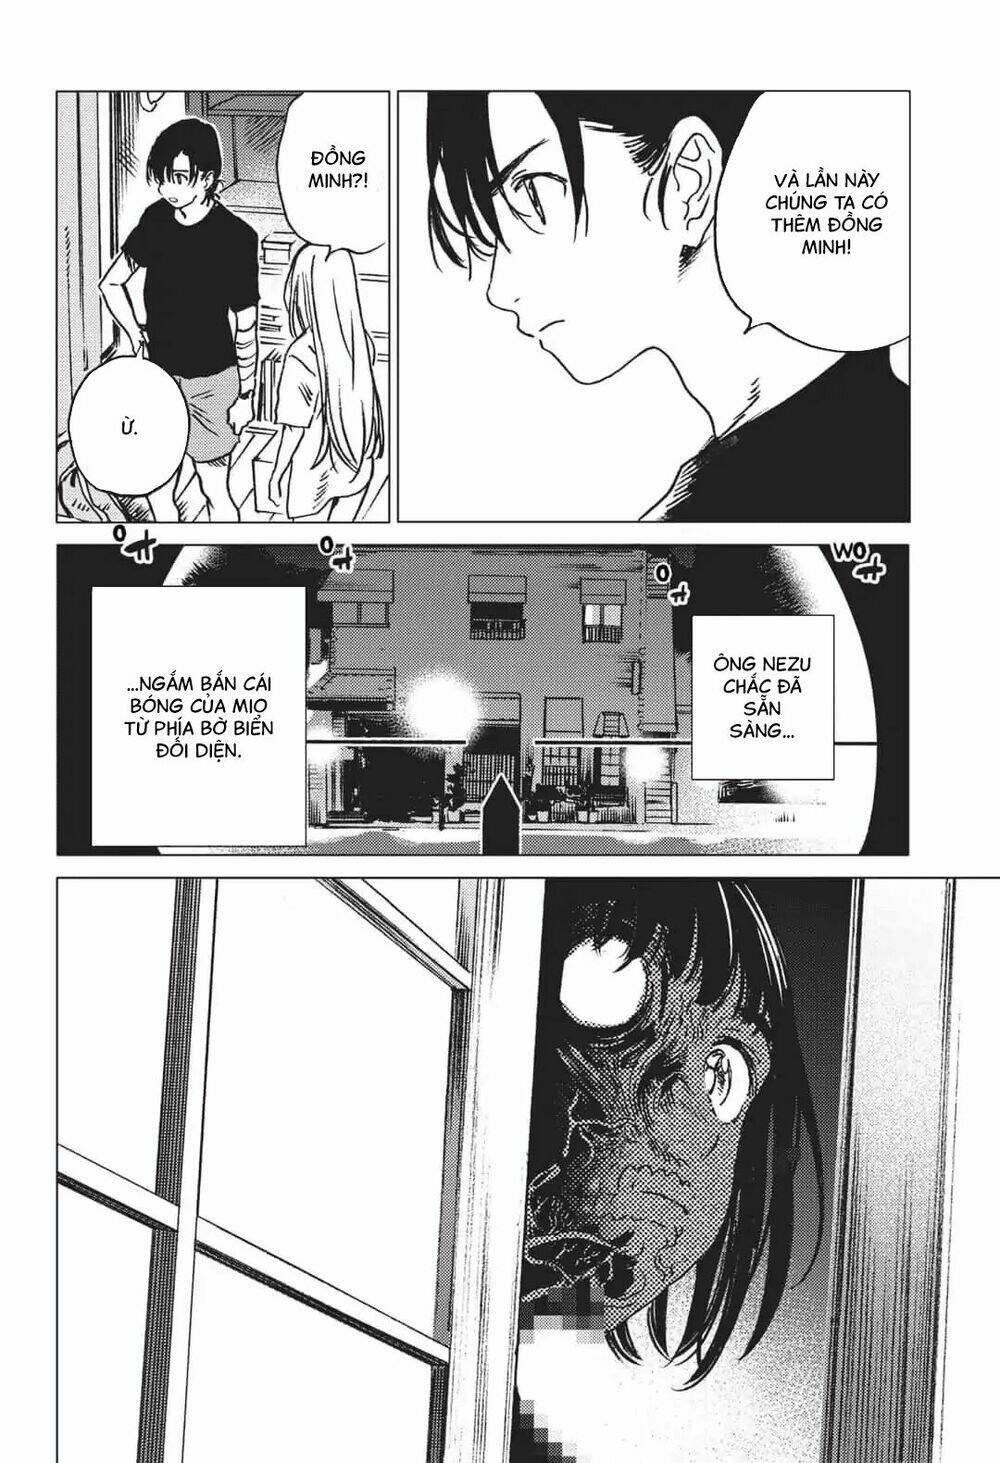 VÀ LẦN NÀY
CHÚNG TA CÓ
THÊM ĐỒNG
MINH!
ĐỒNG
MINH?!
Ừ.
ÔNG NEZU
CHẮC ĐÃ
SẴN
SÀNG...
...NGẮM BẮN CÁI
BÓNG CỦA MIO
TỪ PHÍA BỜ BIỂN
ĐỐI DIỆN.